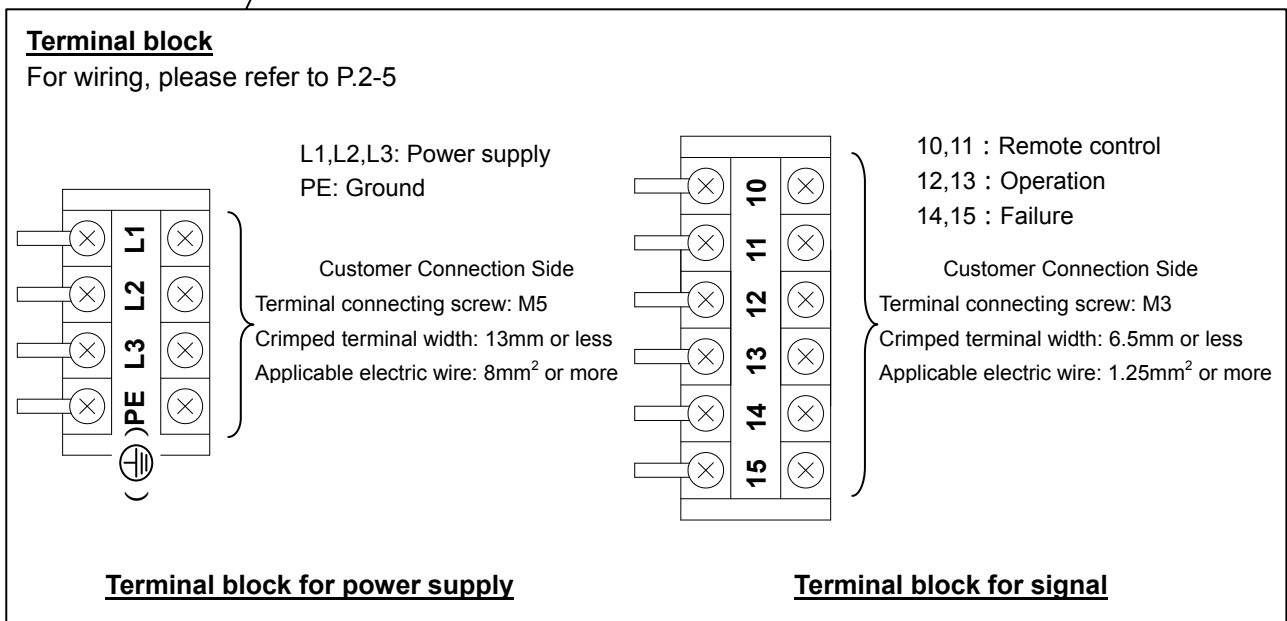 Terminal block
For wiring, please refer to P.2-5
L1,L2,L3: Power supply
PE: Ground
L1
L2
L3
(⏚)PE
Customer Connection Side
Terminal connecting screw: M5
Crimped terminal width: 13mm or less
Applicable electric wire: 8mm² or more
Terminal block for power supply
10
11
12
13
14
15
10,11：Remote control
12,13：Operation
14,15：Failure
Customer Connection Side
Terminal connecting screw: M3
Crimped terminal width: 6.5mm or less
Applicable electric wire: 1.25mm² or more
Terminal block for signal